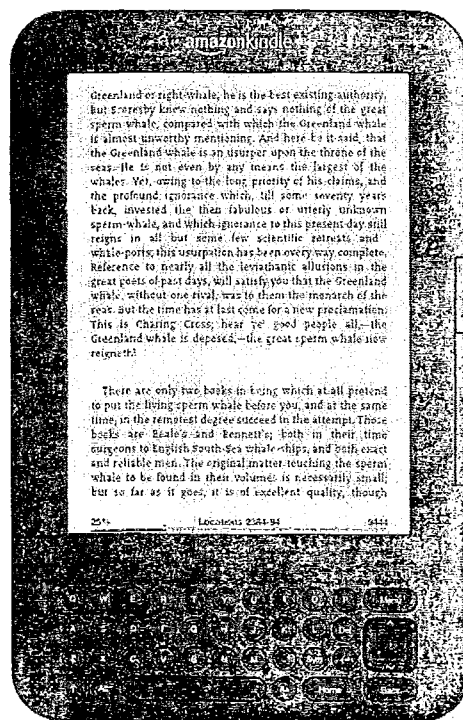 amazonkindle
Greenland or right-whale, he is the best existing authority.
But Scoresby knew nothing and says nothing of the great
sperm whale, compared with which the Greenland whale
is almost unworthy mentioning. And here be it said, that
the Greenland whale is an usurper upon the throne of the
seas. He is not even by any means the largest of the
whales. Yet, owing to the long priority of his claims, and
the profound ignorance which, till some seventy years
back, invested the then fabulous or utterly unknown
sperm-whale, and which ignorance to this present day still
reigns in all but some few scientific retreats and
whale-ports; this usurpation has been every way complete.
Reference to nearly all the leviathanic allusions in the
great poets of past days, will satisfy you that the Greenland
whale, without one rival, was to them the monarch of the
seas. But the time has at last come for a new proclamation.
This is Charing Cross; hear ye! good people all,—the
Greenland whale is deposed,—the great sperm whale now
reigneth!
There are only two books in being which at all pretend
to put the living sperm whale before you, and at the same
time, in the remotest degree succeed in the attempt. Those
books are Beale's and Bennett's; both in their time
surgeons to English South-Sea whale-ships, and both exact
and reliable men. The original matter touching the sperm
whale to be found in their volumes is necessarily small;
but so far as it goes, it is of excellent quality, though
25% Locations 2384-94 9444